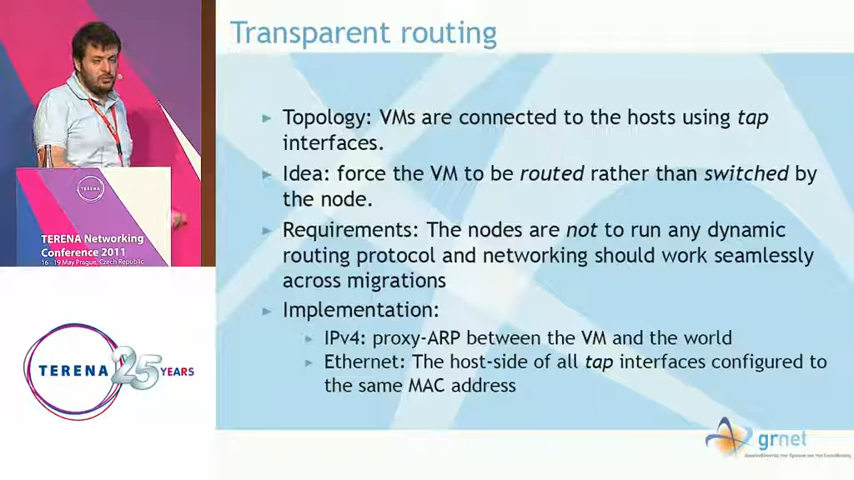 Transparent routing
Topology: VMs are connected to the hosts using tap
interfaces.
Idea: force the VM to be routed rather than switched by
the node.
Requirements: The nodes are not to run any dynamic
routing protocol and networking should work seamlessly
across migrations
Implementation:
IPv4: proxy-ARP between the VM and the world
Ethernet: The host-side of all tap interfaces configured to
the same MAC address
TERENA
TERENA Networking
Conference 2011
16 - 19 May Prague, Czech Republic
TERENA 25 YEARS
grnet